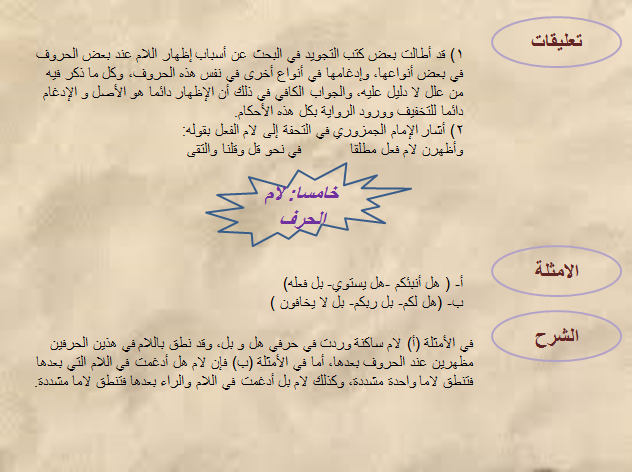 تعليقات
١) قد أطالت بعض كتب التجويد في البحث عن أسباب إظهار اللام عند بعض الحروف
في بعض أنواعها، وإدغامها في أنواع أخرى في نفس هذه الحروف، وكل ما ذكر فيه
من علل لا دليل عليه، والجواب الكافي في ذلك أن الإظهار دائما هو الأصل و الإدغام
دائما للتخفيف وورود الرواية بكل هذه الأحكام.
٢) أشار الإمام الجمزوري في التحفة إلى لام الفعل بقوله:
وأظهرن لام فعل مطلقا في نحو قل وقلنا والتقى
خامسا: لام
الحرف
الامثلة
أ- ( هل أنبئكم -هل يستوي- بل فعله)
ب- (هل لكم- بل ربكم- بل لا يخافون )
الشرح
في الأمثلة (أ) لام ساكنة وردت في حرفي هل و بل، وقد نطق باللام في هذين الحرفين
مظهرين عند الحروف بعدها، أما في الأمثلة (ب) فإن لام هل أدغمت في اللام التي بعدها
فتنطق لاما واحدة مشددة، وكذلك لام بل أدغمت في اللام والراء بعدها فتنطق لاما مشددة.